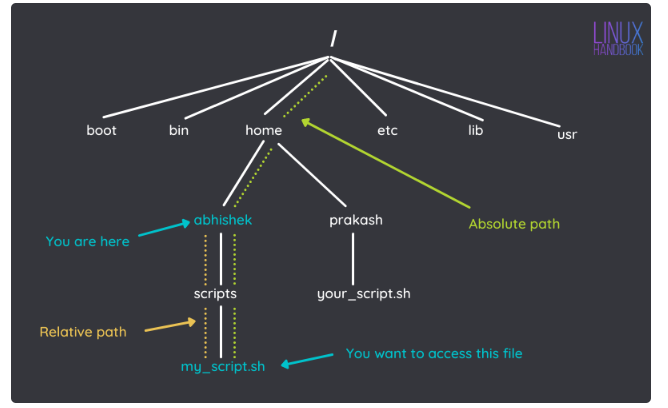 /
LINUX
HANDBOOK
boot bin home etc lib usr
abhishek prakash Absolute path
You are here
scripts your_script.sh
Relative path
You want to access this file
my_script.sh